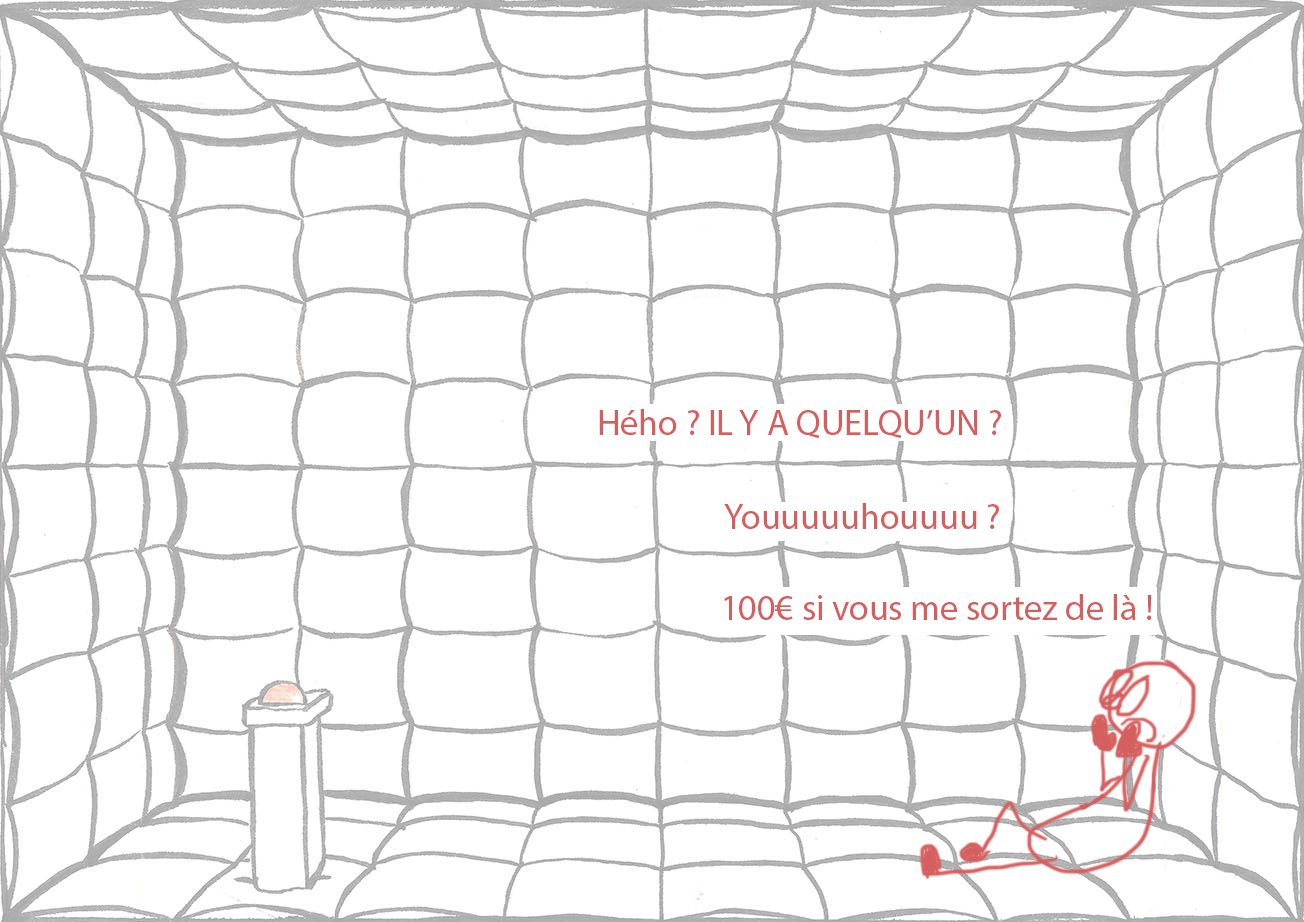 Hého ? IL Y A QUELQU’UN ?
Youuuuuhouuuu ?
100€ si vous me sortez de là !